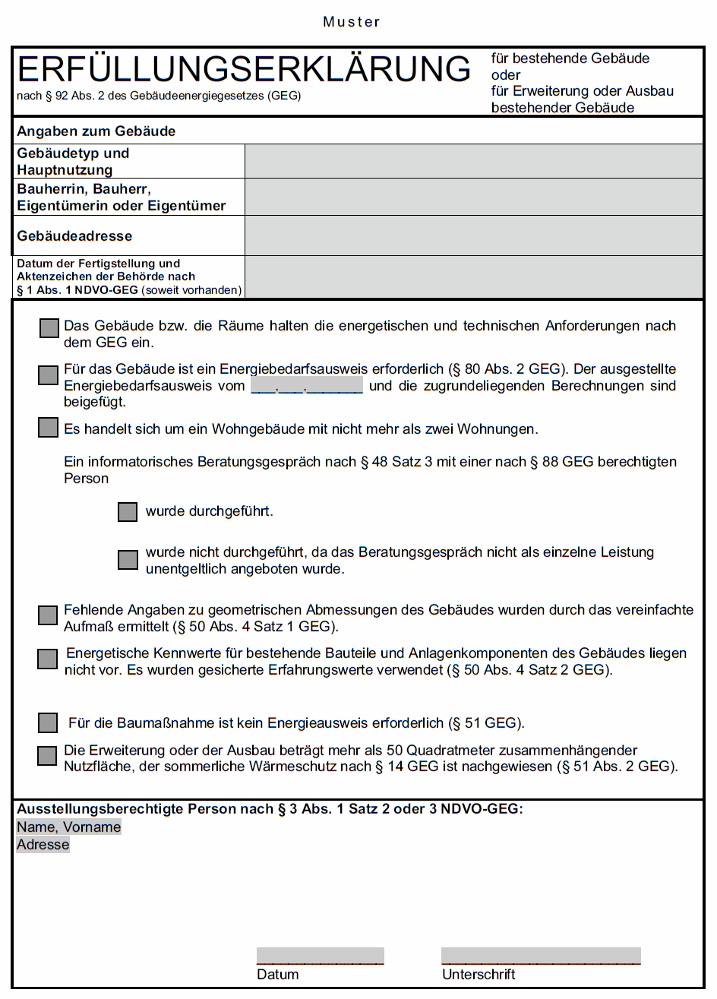 Muster
ERFÜLLUNGSERKLÄRUNG
nach § 92 Abs. 2 des Gebäudeenergiegesetzes (GEG)
für bestehende Gebäude
oder
für Erweiterung oder Ausbau
bestehender Gebäude
Angaben zum Gebäude
Gebäudetyp und
Hauptnutzung
Bauherrin, Bauherr,
Eigentümerin oder Eigentümer
Gebäudeadresse
Datum der Fertigstellung und
Aktenzeichen der Behörde nach
§ 1 Abs. 1 NDVO-GEG (soweit vorhanden)
Das Gebäude bzw. die Räume halten die energetischen und technischen Anforderungen nach
dem GEG ein.
Für das Gebäude ist ein Energiebedarfsausweis erforderlich (§ 80 Abs. 2 GEG). Der ausgestellte
Energiebedarfsausweis vom ___.___._______ und die zugrundeliegenden Berechnungen sind
beigefügt.
Es handelt sich um ein Wohngebäude mit nicht mehr als zwei Wohnungen.
Ein informatorisches Beratungsgespräch nach § 48 Satz 3 mit einer nach § 88 GEG berechtigten
Person
wurde durchgeführt.
wurde nicht durchgeführt, da das Beratungsgespräch nicht als einzelne Leistung
unentgeltlich angeboten wurde.
Fehlende Angaben zu geometrischen Abmessungen des Gebäudes wurden durch das vereinfachte
Aufmaß ermittelt (§ 50 Abs. 4 Satz 1 GEG).
Energetische Kennwerte für bestehende Bauteile und Anlagenkomponenten des Gebäudes liegen
nicht vor. Es wurden gesicherte Erfahrungswerte verwendet (§ 50 Abs. 4 Satz 2 GEG).
Für die Baumaßnahme ist kein Energieausweis erforderlich (§ 51 GEG).
Die Erweiterung oder der Ausbau beträgt mehr als 50 Quadratmeter zusammenhängender
Nutzfläche, der sommerliche Wärmeschutz nach § 14 GEG ist nachgewiesen (§ 51 Abs. 2 GEG).
Ausstellungsberechtigte Person nach § 3 Abs. 1 Satz 2 oder 3 NDVO-GEG:
Name, Vorname
Adresse
Datum
Unterschrift